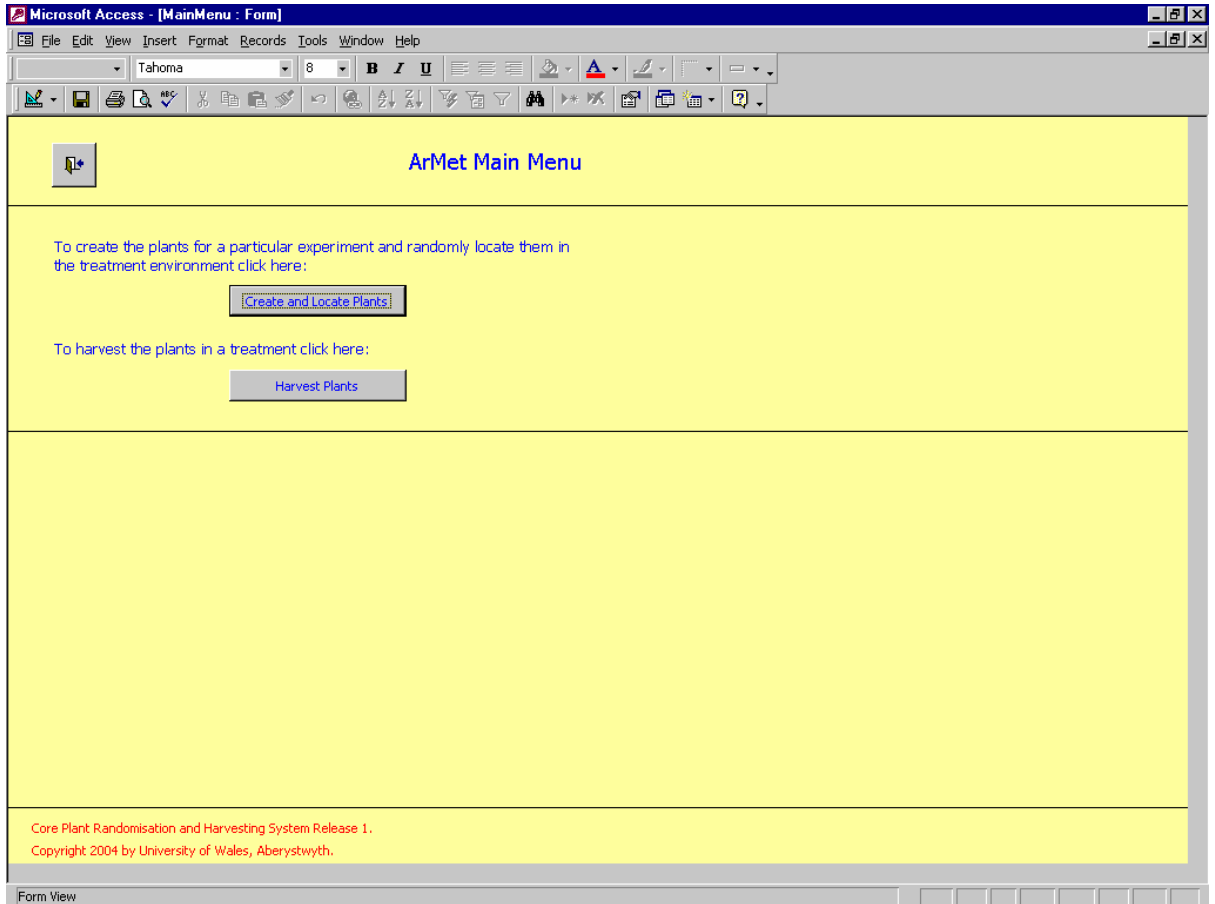 Microsoft Access - [MainMenu : Form]
File Edit View Insert Format Records Tools Window Help
Tahoma 8 B I U A
ABC
ArMet Main Menu
To create the plants for a particular experiment and randomly locate them in
the treatment environment click here:
Create and Locate Plants
To harvest the plants in a treatment click here:
Harvest Plants
Core Plant Randomisation and Harvesting System Release 1.
Copyright 2004 by University of Wales, Aberystwyth.
Form View